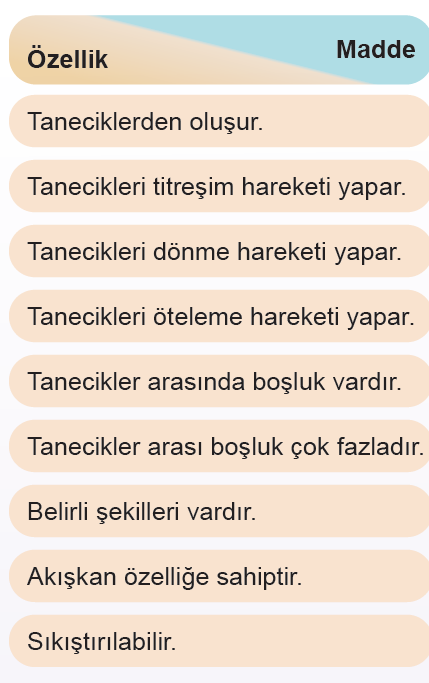 Özellik
Madde
Taneciklerden oluşur.
Tanecikleri titreşim hareketi yapar.
Tanecikleri dönme hareketi yapar.
Tanecikleri öteleme hareketi yapar.
Tanecikler arasında boşluk vardır.
Tanecikler arası boşluk çok fazladır.
Belirli şekilleri vardır.
Akışkan özelliğe sahiptir.
Sıkıştırılabilir.